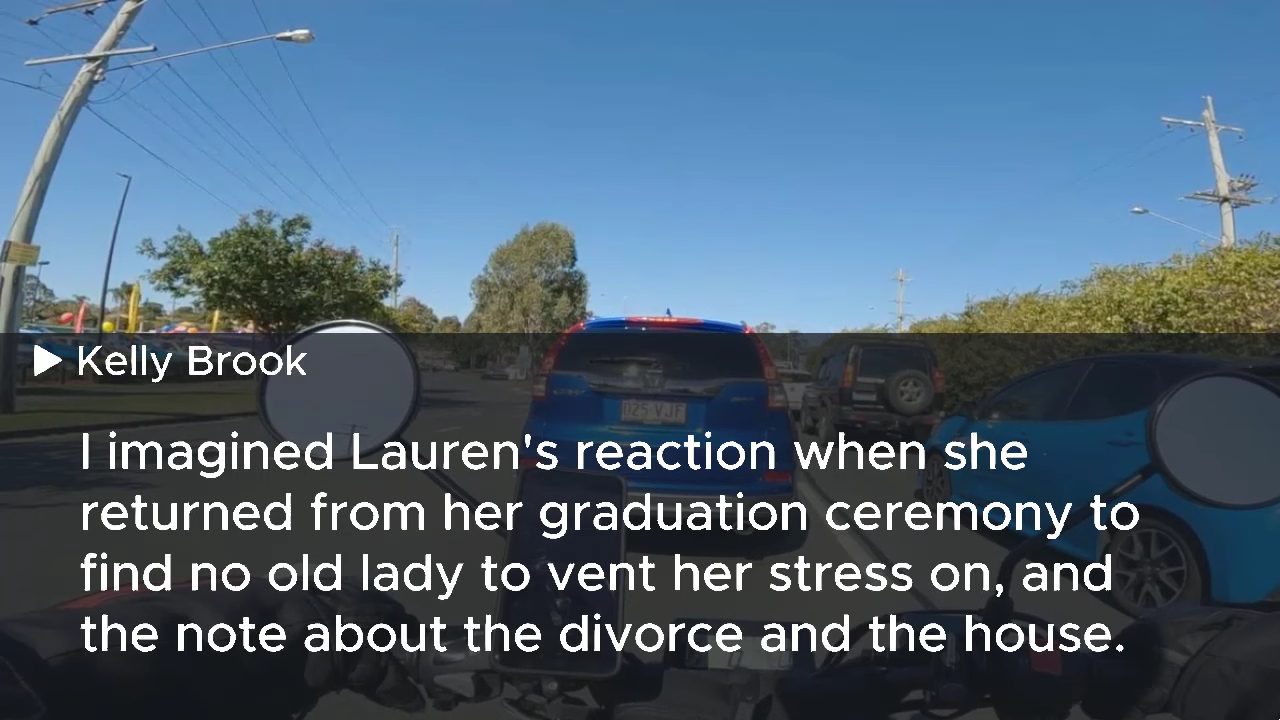 Kelly Brook
I imagined Lauren's reaction when she
returned from her graduation ceremony to
find no old lady to vent her stress on, and
the note about the divorce and the house.